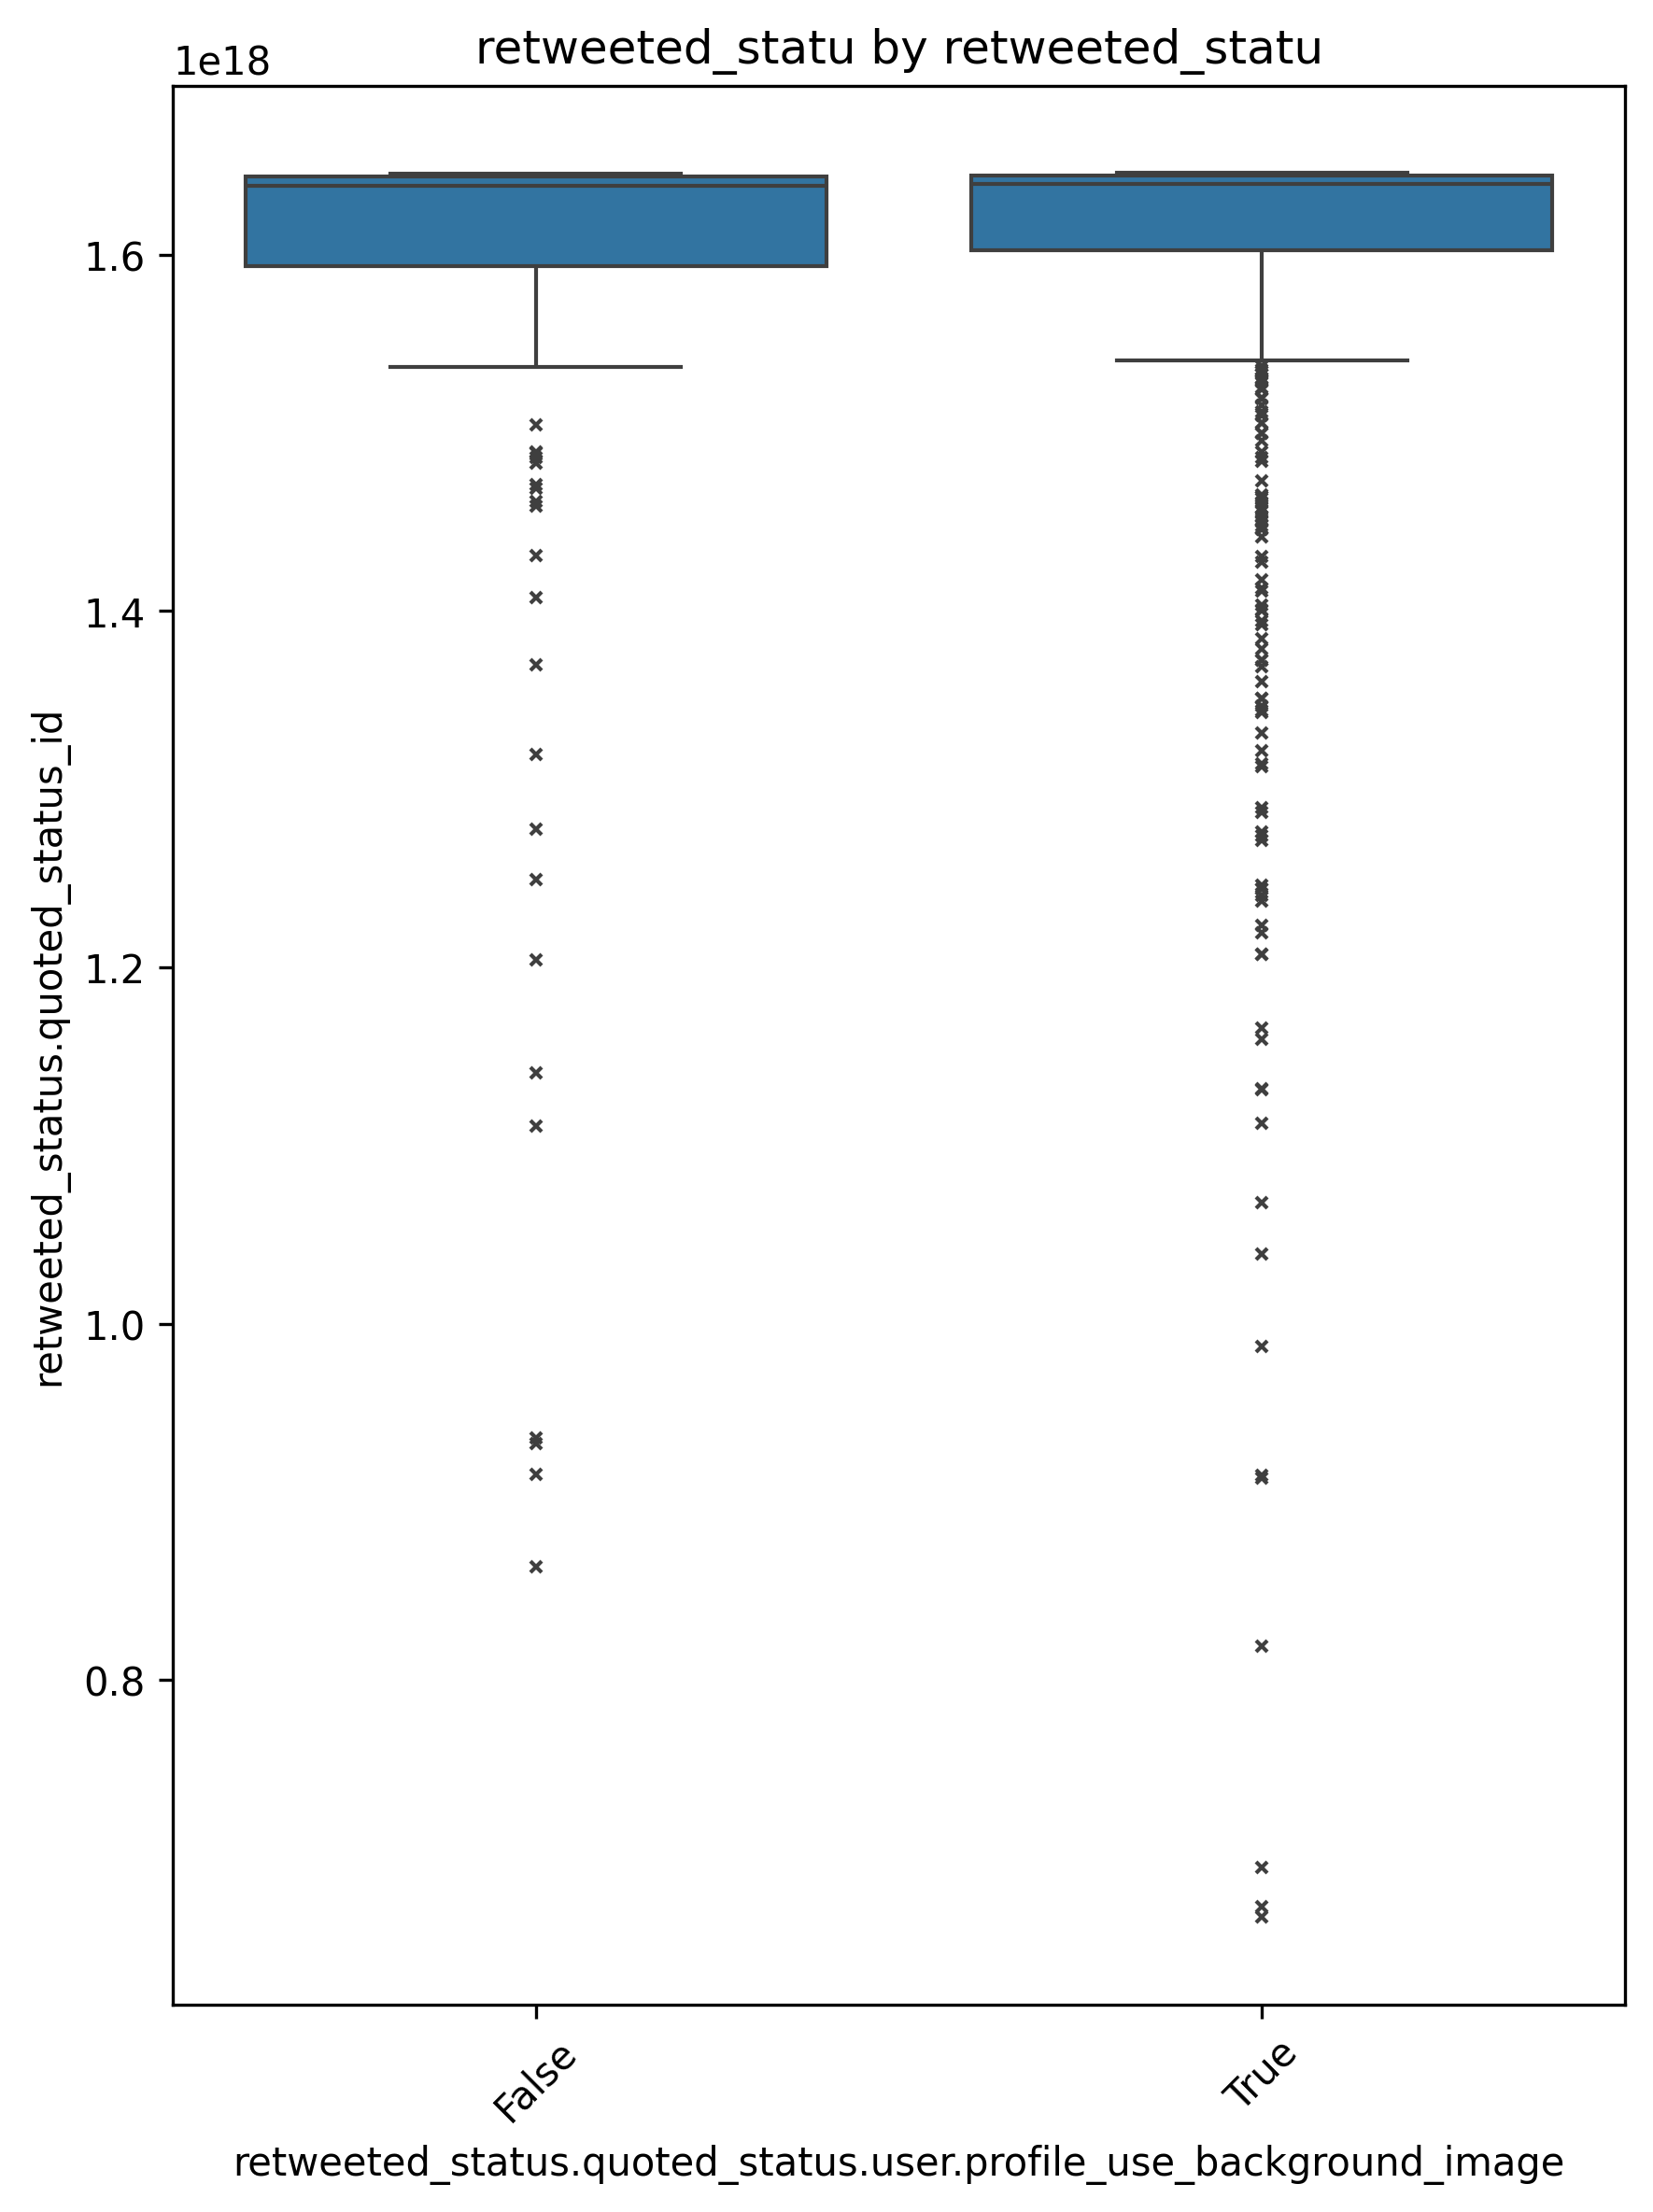 retweeted_statu by retweeted_statu
1e18
1.6
1.4
1.2
1.0
0.8
retweeted_status.quoted_status_id
False
True
retweeted_status.quoted_status.user.profile_use_background_image